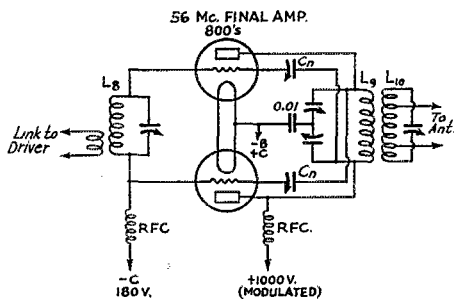 56 Mc. FINAL AMP.
800's
Cn
L8
L9
L10
0.01
To
Ant.
Link to
Driver
-B
+C
Cn
RFC
RFC.
-C
180 V.
+1000 V.
(MODULATED)